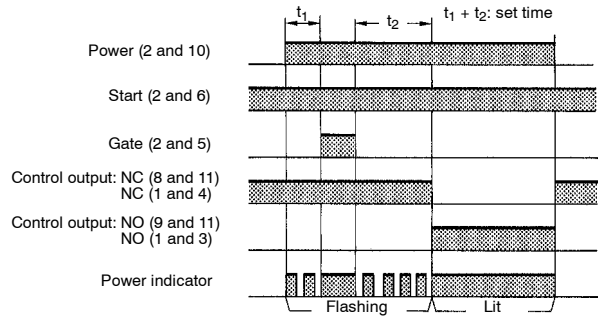 t1
t2
t1 + t2: set time
Power (2 and 10)
Start (2 and 6)
Gate (2 and 5)
Control output: NC (8 and 11)
NC (1 and 4)
Control output: NO (9 and 11)
NO (1 and 3)
Power indicator
Flashing
Lit